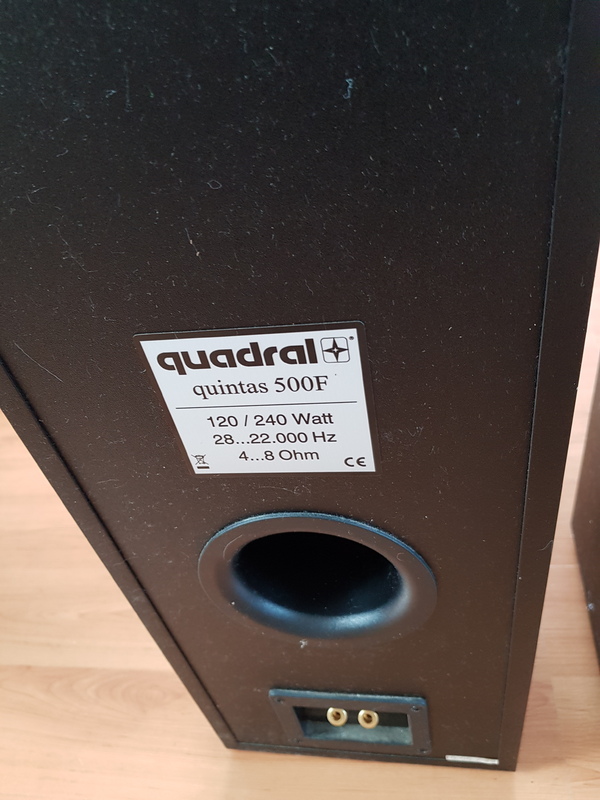 quadral
quintas 500F
120 / 240 Watt
28...22.000 Hz
4...8 Ohm
CE